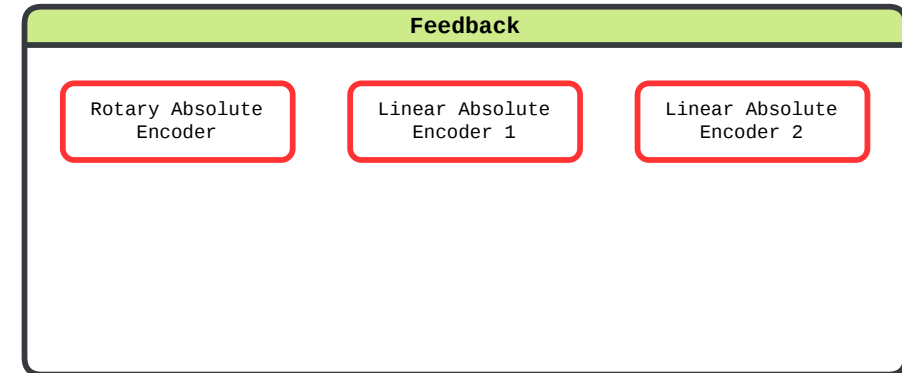 Feedback
Rotary Absolute
Encoder
Linear Absolute
Encoder 1
Linear Absolute
Encoder 2